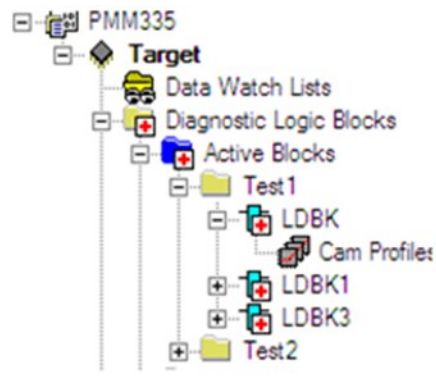 PMM335
Target
Data Watch Lists
Diagnostic Logic Blocks
Active Blocks
Test1
LDBK
Cam Profiles
LDBK1
LDBK3
Test2